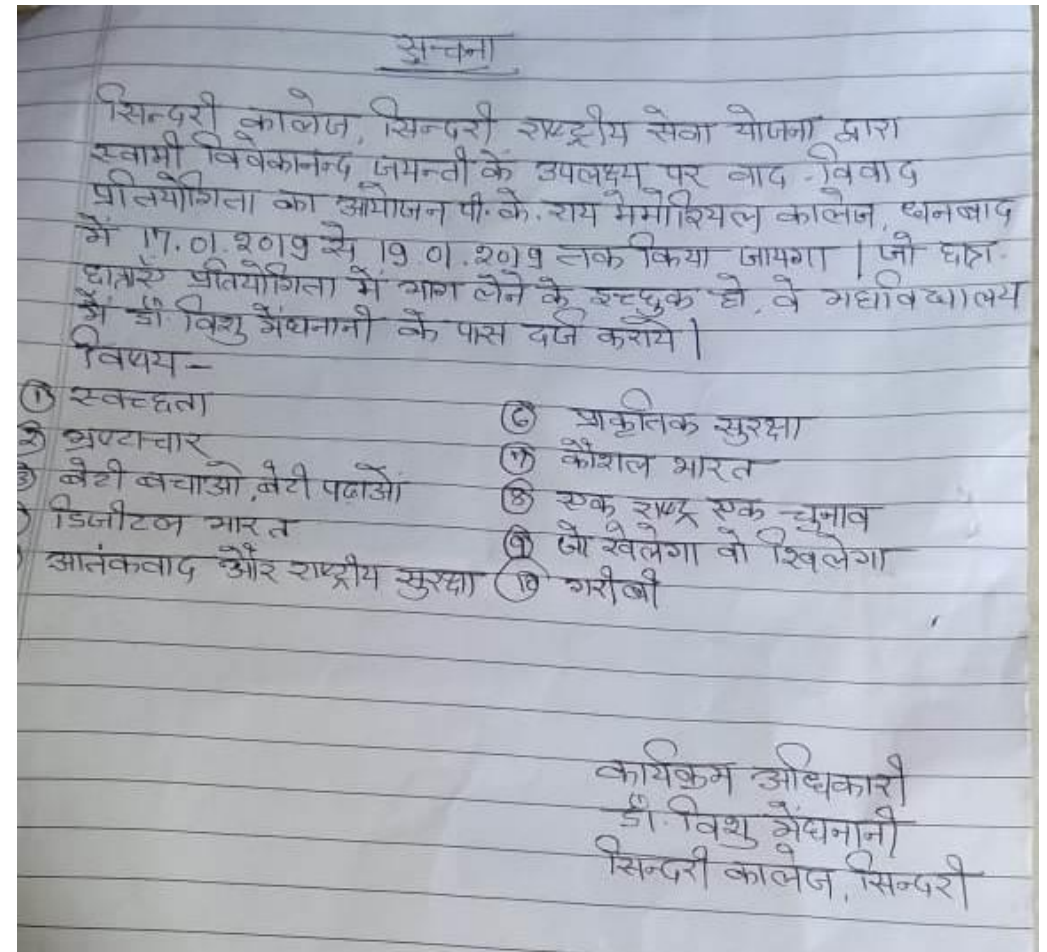 सूचना
सिन्दरी कालेज, सिन्दरी राष्ट्रीय सेवा योजना द्वारा
स्वामी विवेकानन्द जयन्ती के उपलक्ष्य पर वाद-विवाद
प्रतियोगिता का आयोजन पी. के. राय मेमोरियल कालेज, धनबाद
में 17.01.2019 से 19.01.2019 तक किया जायगा | जो छात्र-
छात्राएँ प्रतियोगिता में भाग लेने के इच्छुक हो, वे महाविद्यालय
में डॉ. विशु मेंघनानी के पास दर्ज करायें |
विषय -
① स्वच्छता
② भ्रष्टाचार
③ बेटी बचाओ, बेटी पढ़ाओं
डिजीटल भारत
आतंकवाद और राष्ट्रीय सुरक्षा
⑥ प्राकृतिक सुरक्षा
⑦ कौशल भारत
⑧ एक राष्ट्र एक चुनाव
⑨ जो खेलेगा वो खिलेगा
⑩ गरीबी
कार्यक्रम अधिकारी
डॉ. विशु मेंघनानी
सिन्दरी कालेज, सिन्दरी